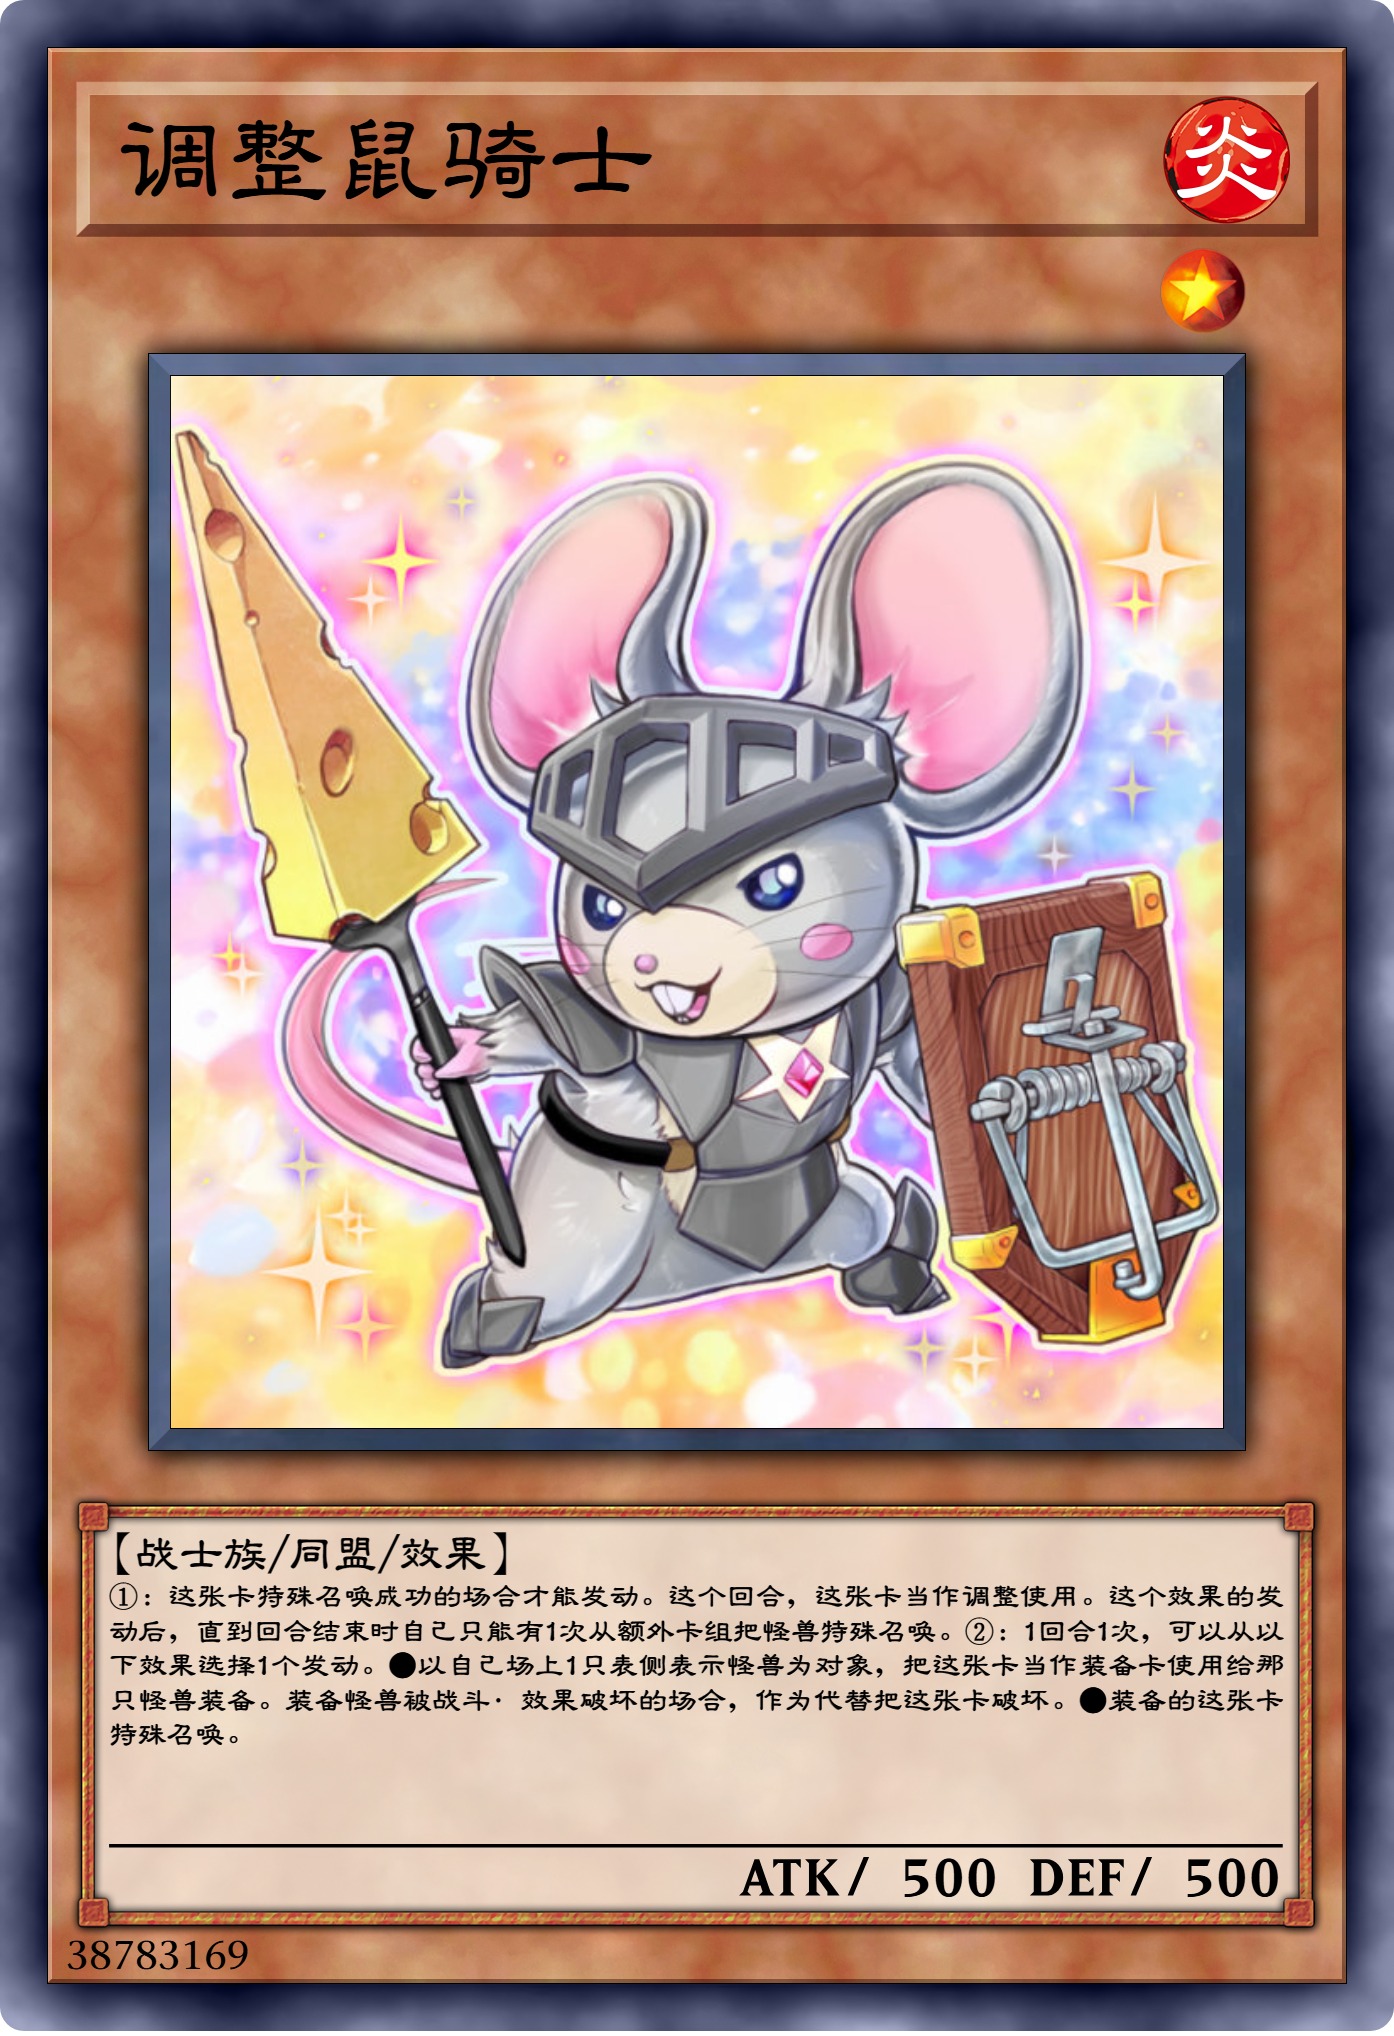 调整鼠骑士
炎
【战士族/同盟/效果】
①：这张卡特殊召唤成功的场合才能发动。这个回合，这张卡当作调整使用。这个效果的发
动后，直到回合结束时自己只能有1次从额外卡组把怪兽特殊召唤。②：1回合1次，可以从以
下效果选择1个发动。●以自己场上1只表侧表示怪兽为对象，把这张卡当作装备卡使用给那
只怪兽装备。装备怪兽被战斗·效果破坏的场合，作为代替把这张卡破坏。●装备的这张卡
特殊召唤。
ATK/ 500 DEF/ 500
38783169